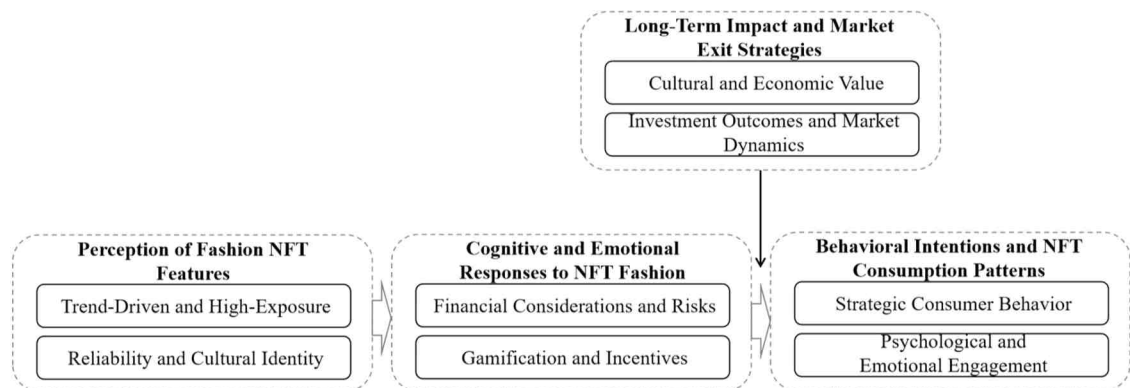 Long-Term Impact and Market
Exit Strategies
Cultural and Economic Value
Investment Outcomes and Market
Dynamics
Perception of Fashion NFT
Features
Trend-Driven and High-Exposure
Reliability and Cultural Identity
Cognitive and Emotional
Responses to NFT Fashion
Financial Considerations and Risks
Gamification and Incentives
Behavioral Intentions and NFT
Consumption Patterns
Strategic Consumer Behavior
Psychological and
Emotional Engagement